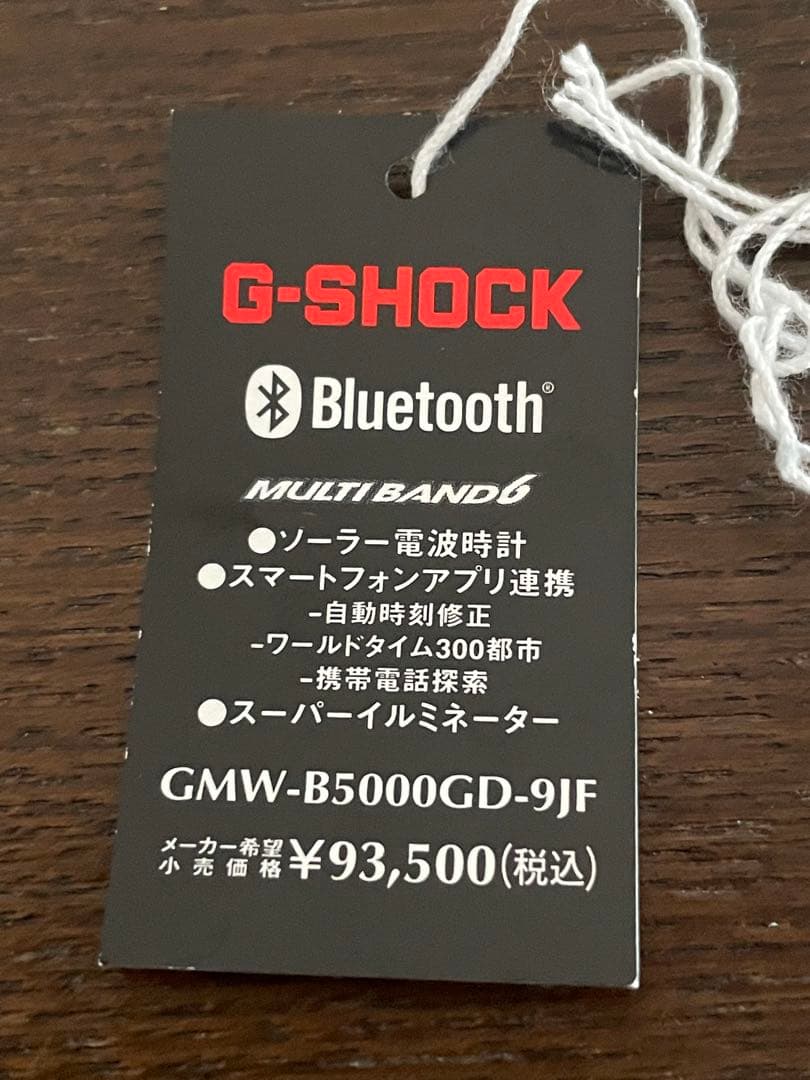 G-SHOCK
Bluetooth®
MULTI BAND 6
●ソーラー電波時計
●スマートフォンアプリ連携
-自動時刻修正
-ワールドタイム300都市
-携帯電話探索
●スーパーイルミネーター
GMW-B5000GD-9JF
メーカー希望小売価格 ¥93,500(税込)